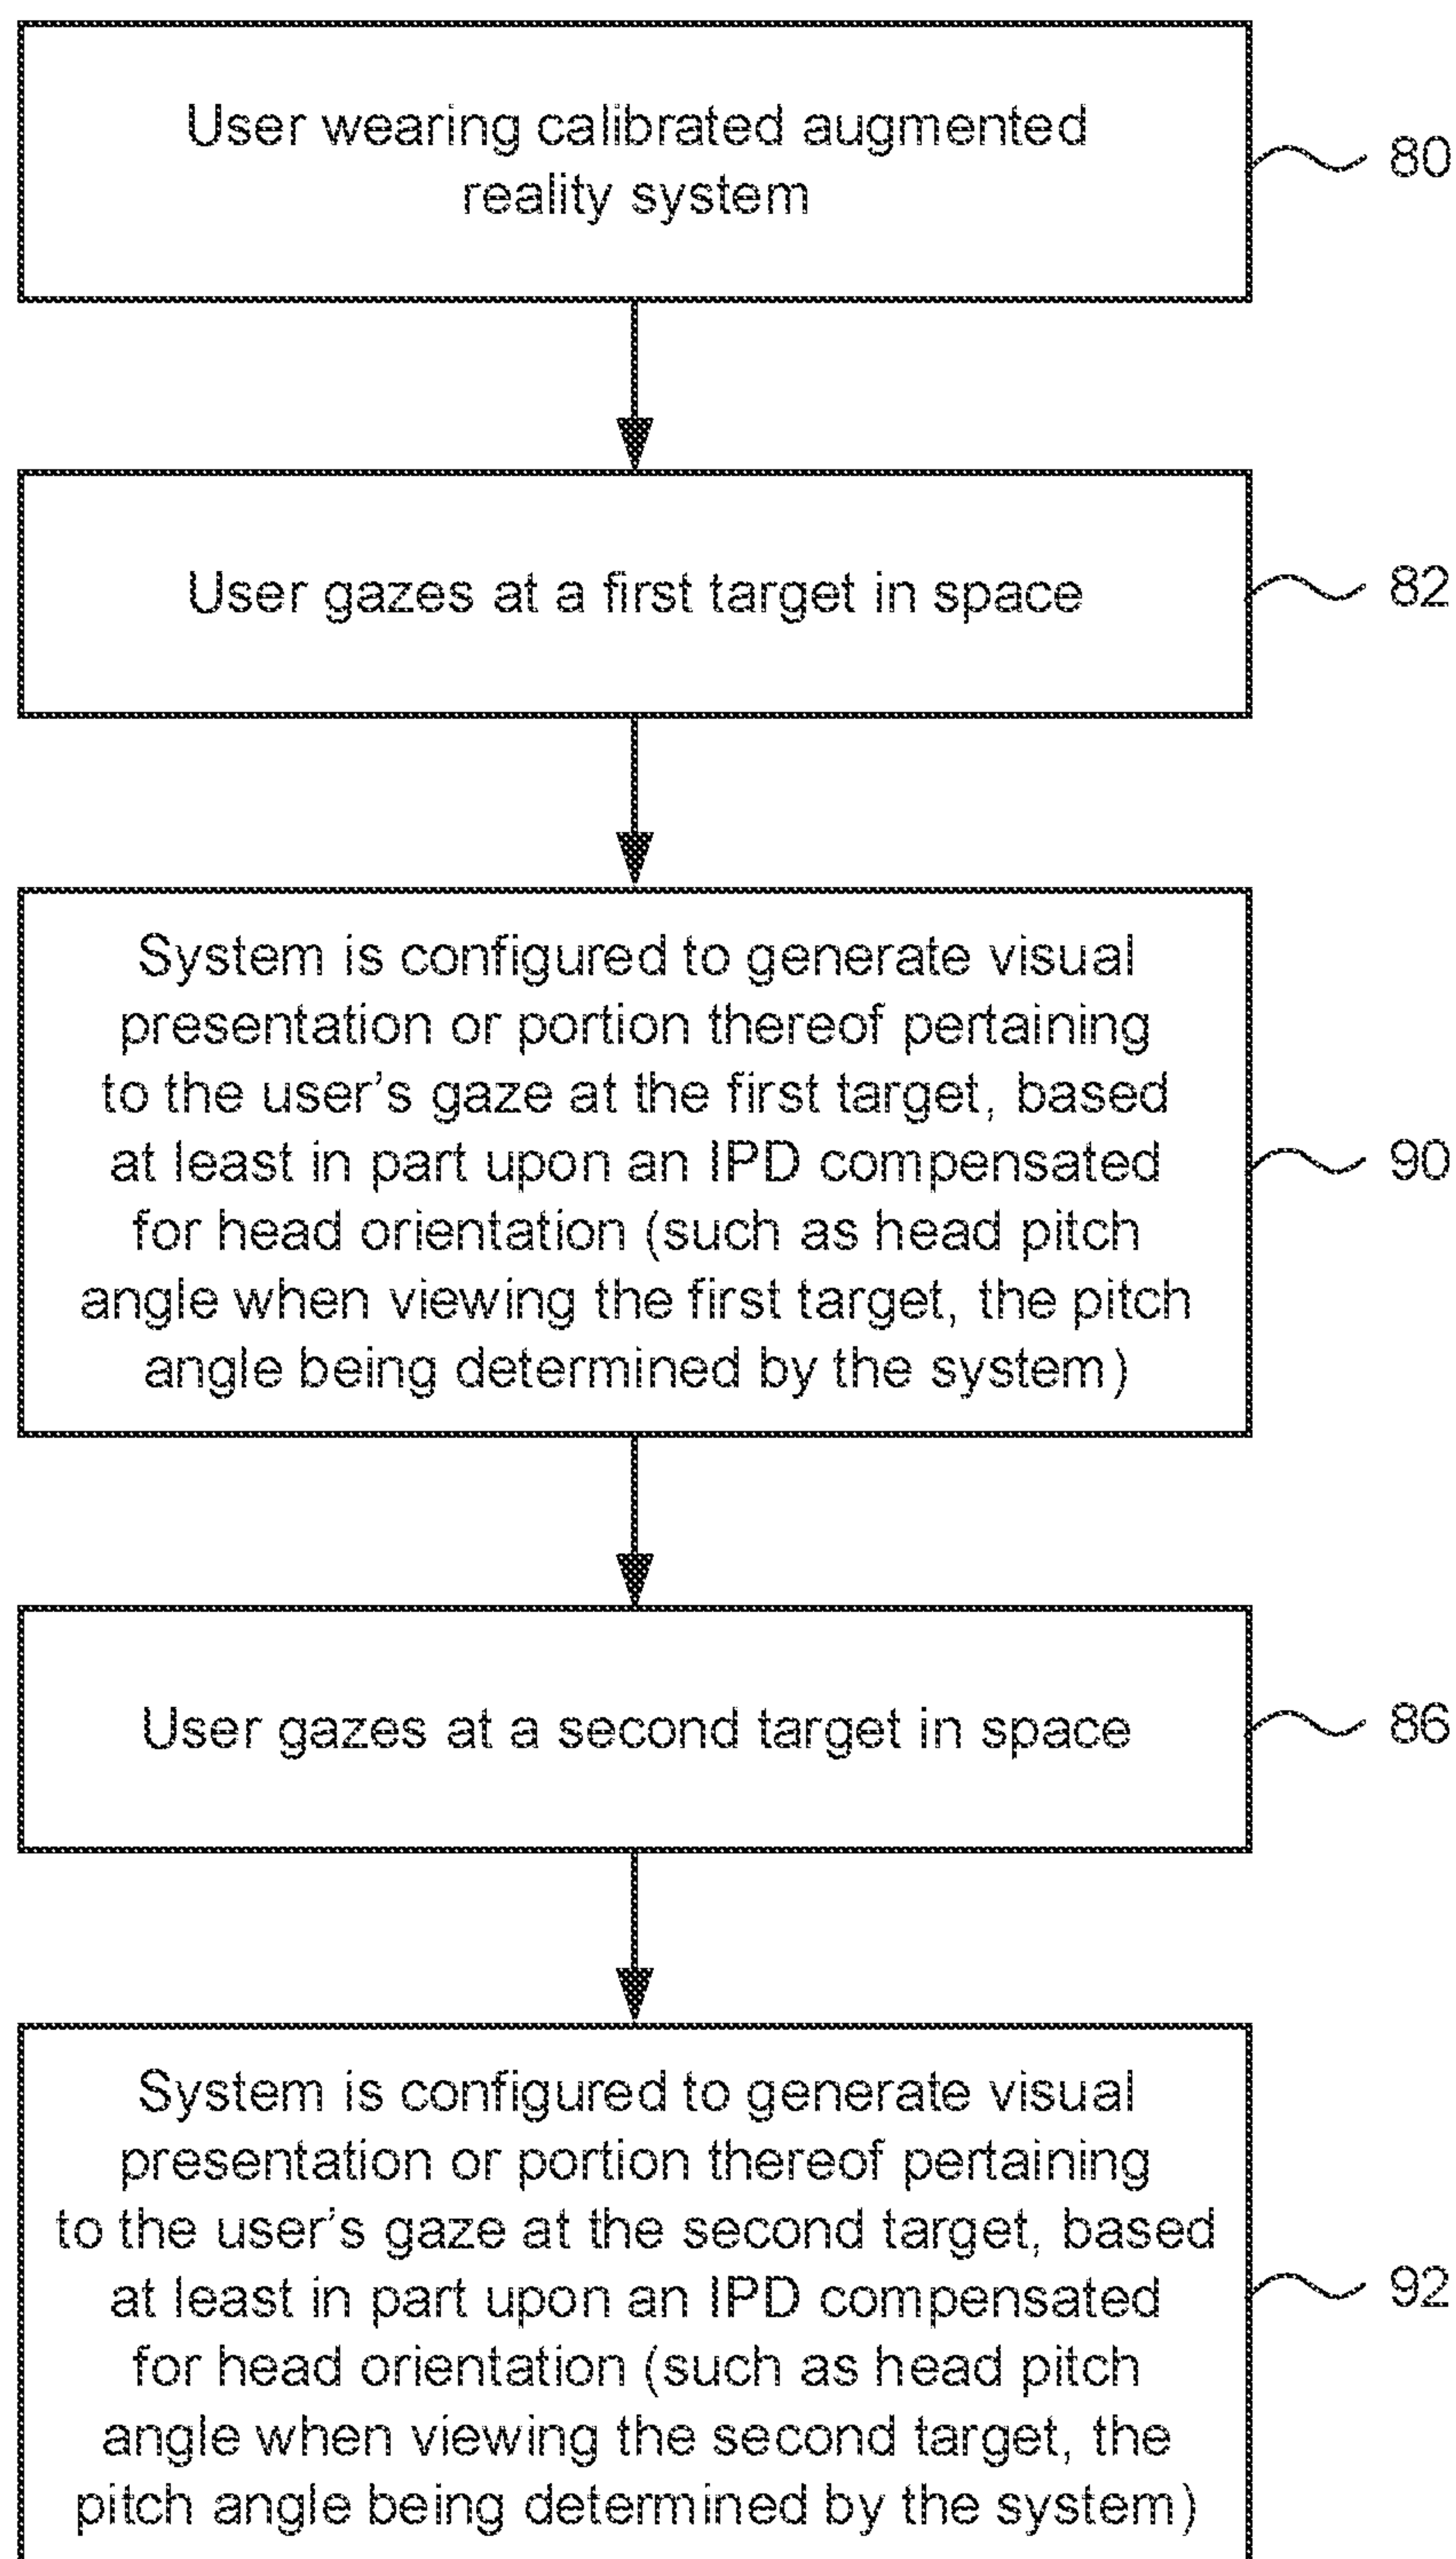 User wearing calibrated augmented
reality system
80
User gazes at a first target in space
82
System is configured to generate visual
presentation or portion thereof pertaining
to the user's gaze at the first target, based
at least in part upon an IPD compensated
for head orientation (such as head pitch
angle when viewing the first target, the pitch
angle being determined by the system)
90
User gazes at a second target in space
86
System is configured to generate visual
presentation or portion thereof pertaining
to the user's gaze at the second target, based
at least in part upon an IPD compensated
for head orientation (such as head pitch
angle when viewing the second target, the
pitch angle being determined by the system)
92